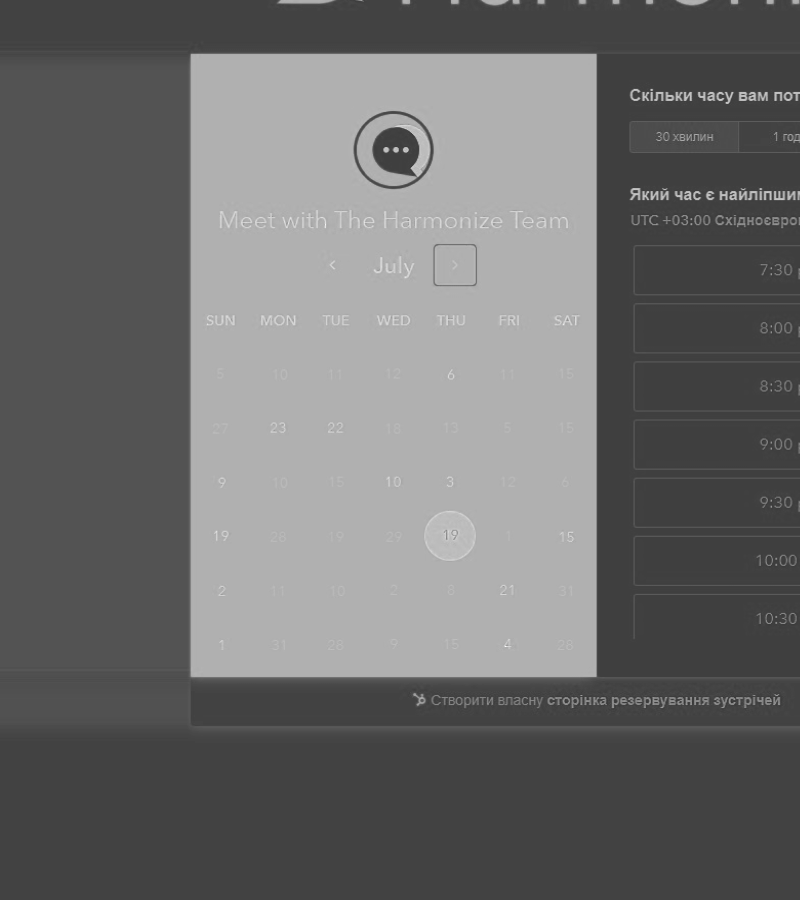 Meet with The Harmonize Team
July
SUN MON TUE WED THU FRI SAT
5 10 11 12 6 11 15
27 23 22 18 13 5 15
9 10 15 10 3 12 6
19 28 19 29 19 1 15
2 11 10 2 8 21 31
1 31 28 9 15 4 28
Скільки часу вам
30 хвилин 1
Який час є
UTC +03:00
7:30
8:00
8:30
9:00
9:30
10:00
10:30
Створити власну сторінка резервування зустрічей